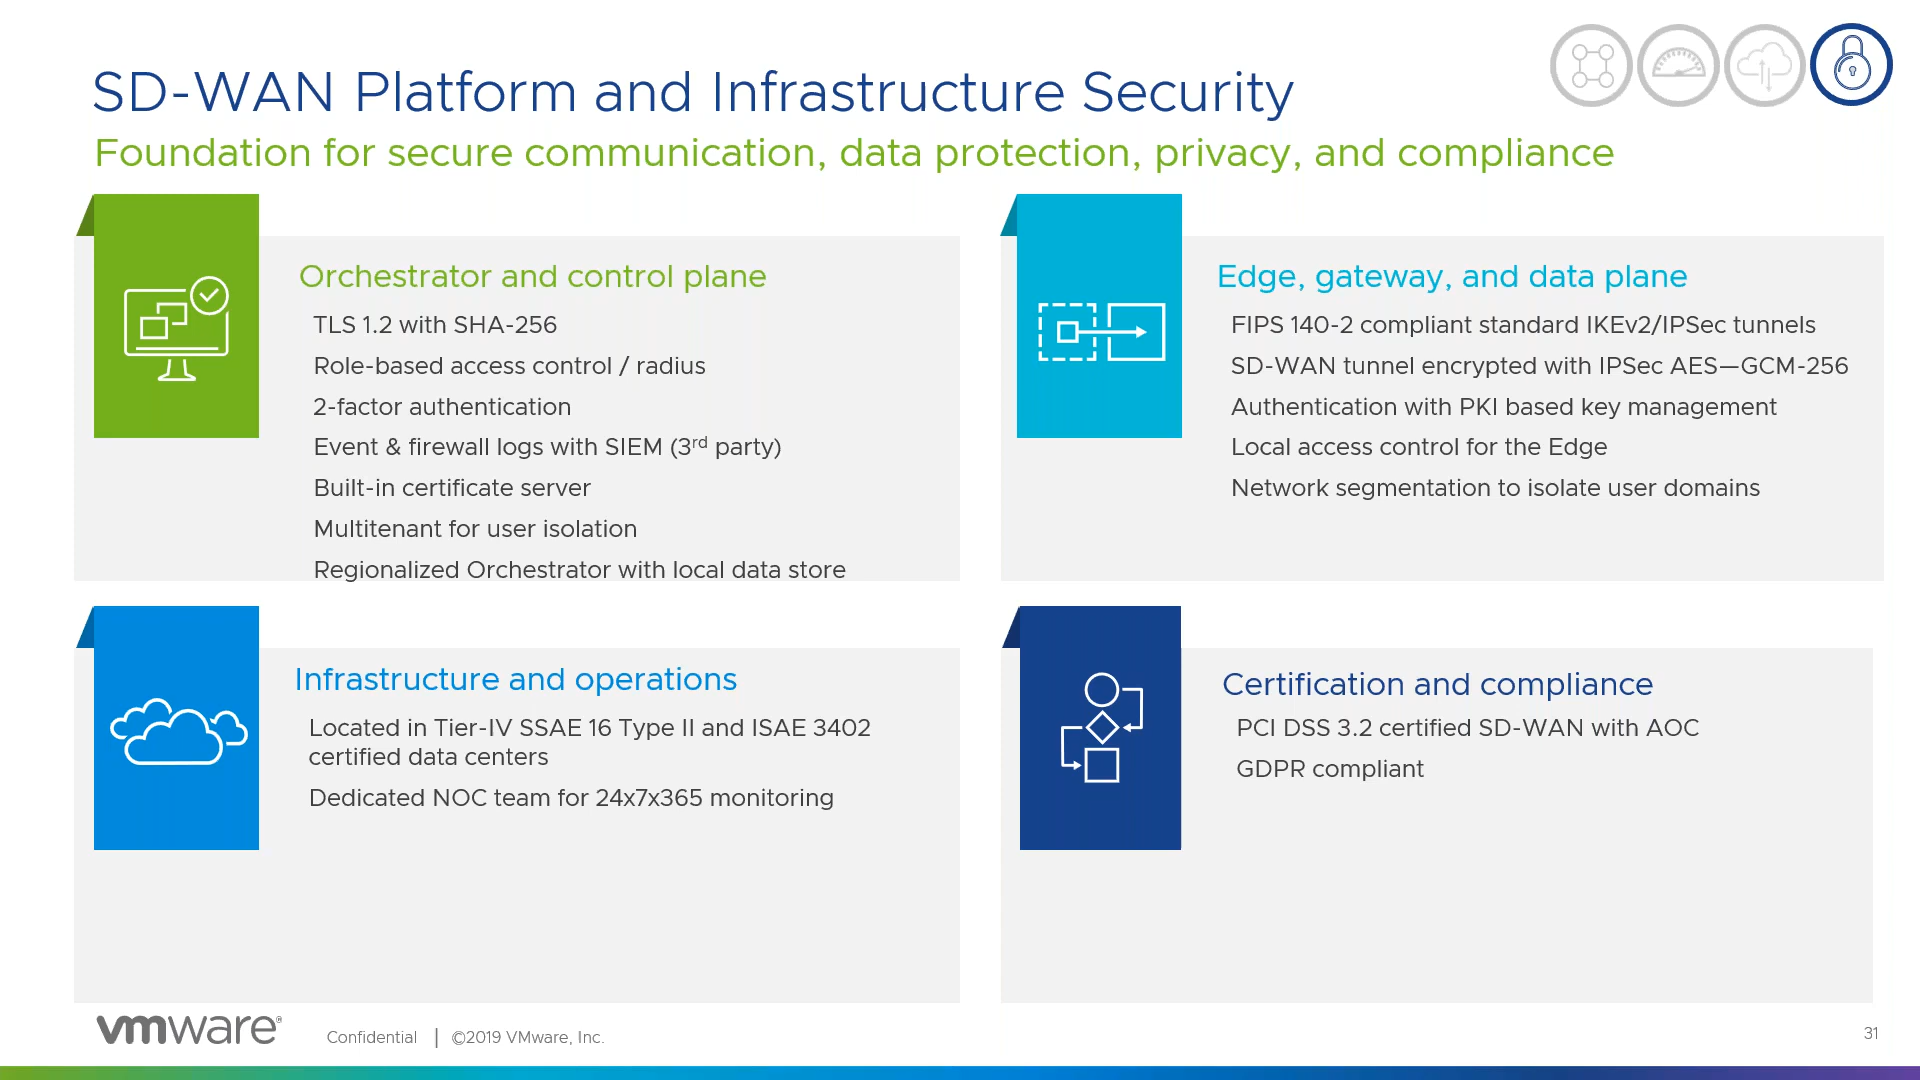 SD-WAN Platform and Infrastructure Security
Foundation for secure communication, data protection, privacy, and compliance
Orchestrator and control plane
TLS 1.2 with SHA-256
Role-based access control / radius
2-factor authentication
Event & firewall logs with SIEM (3rd party)
Built-in certificate server
Multitenant for user isolation
Regionalized Orchestrator with local data store
Edge, gateway, and data plane
FIPS 140-2 compliant standard IKEv2/IPSec tunnels
SD-WAN tunnel encrypted with IPSec AES—GCM-256
Authentication with PKI based key management
Local access control for the Edge
Network segmentation to isolate user domains
Infrastructure and operations
Located in Tier-IV SSAE 16 Type II and ISAE 3402
certified data centers
Dedicated NOC team for 24x7x365 monitoring
Certification and compliance
PCI DSS 3.2 certified SD-WAN with AOC
GDPR compliant
vmware®
Confidential | ©2019 VMware, Inc.
31